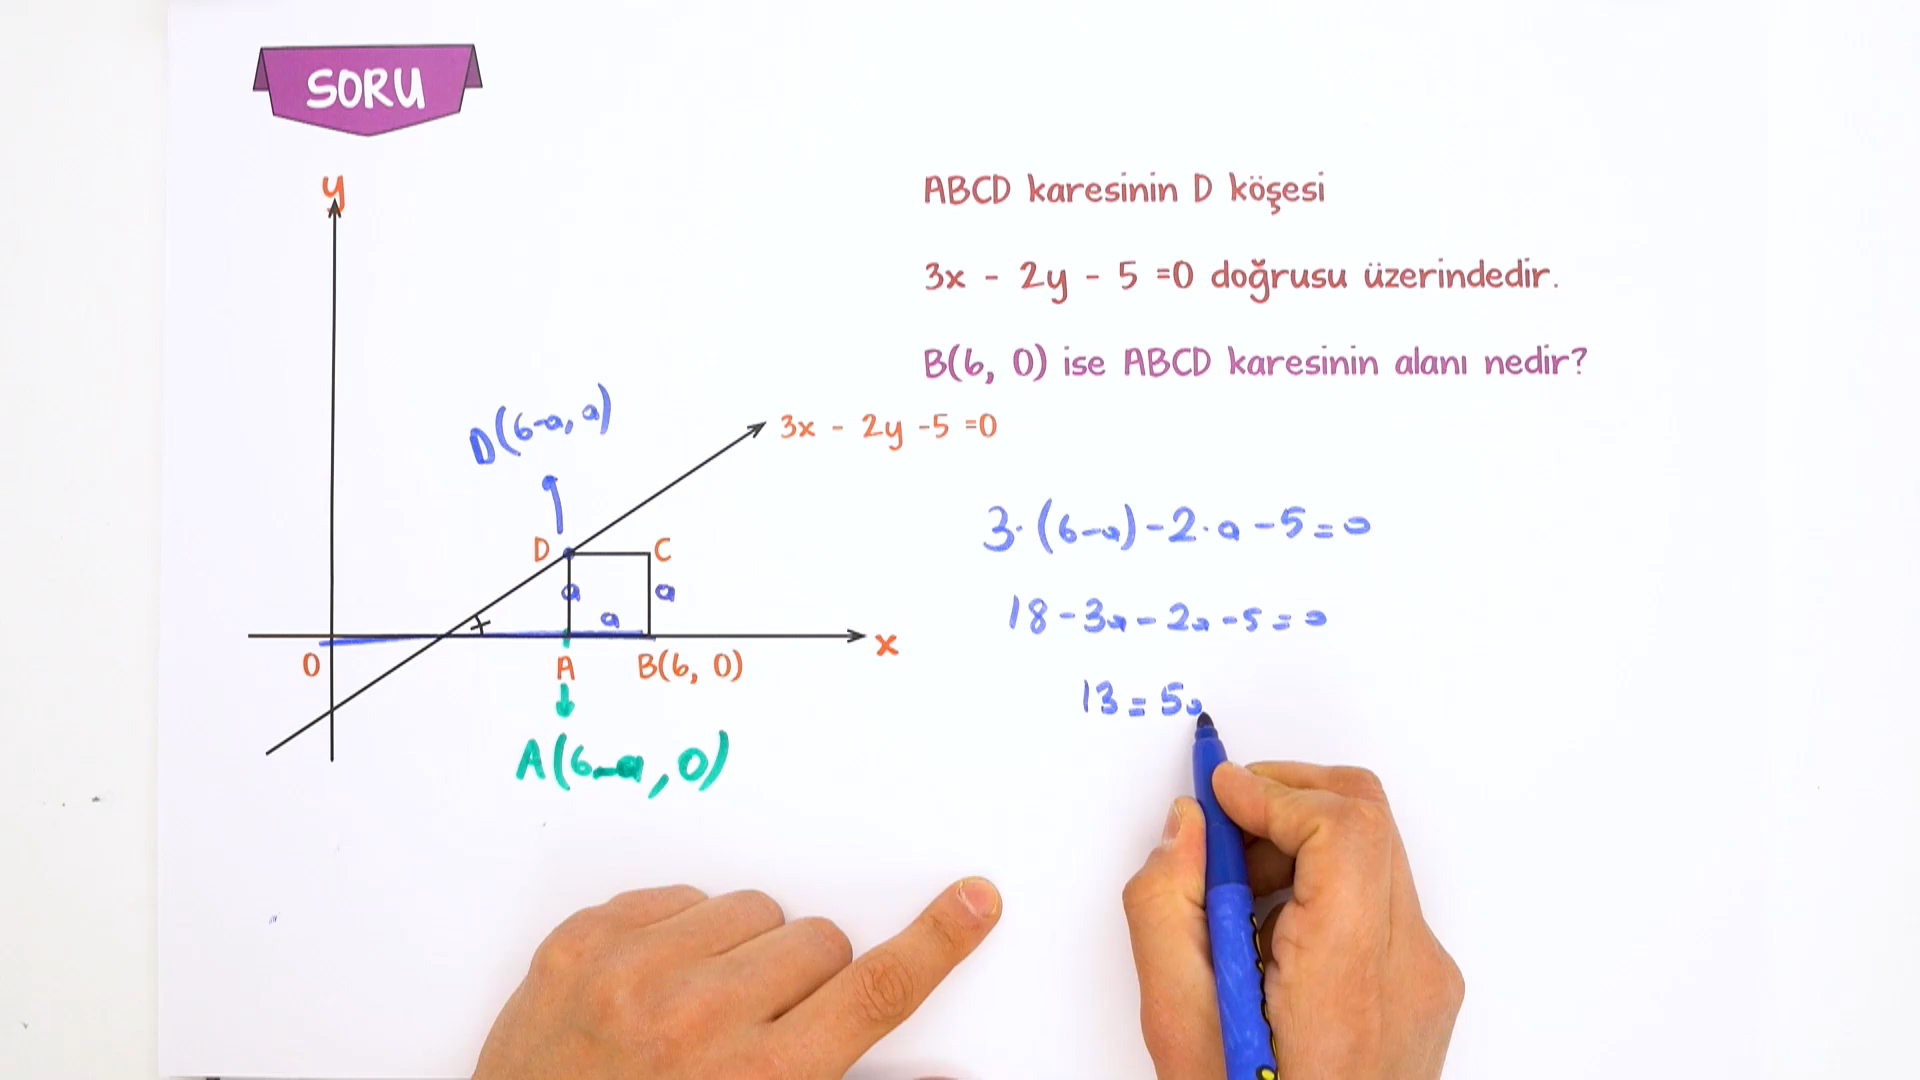 SORU
y
ABCD karesinin D köşesi
3x - 2y - 5 =0 doğrusu üzerindedir.
B(6, 0) ise ABCD karesinin alanı nedir?
D(6-a, a)
3x - 2y -5 =0
D
C
a
a
a
x
0
A
B(6, 0)
A(6-a, 0)
3·(6-a)-2·a-5=0
18-3a-2a-5=0
13=5a